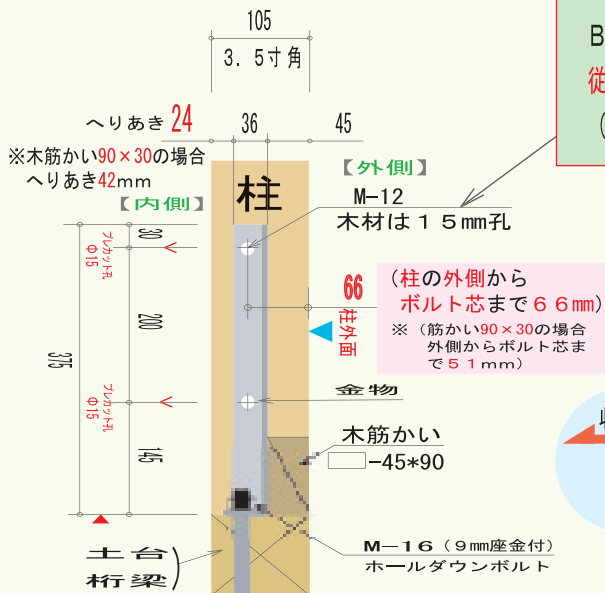 105
3.5寸角
へりあき 24
36
45
※木筋かい90×30の場合
へりあき42mm
【内側】
【外側】
柱
M-12
木材は15mm孔
B
従
（
30
プレカット孔
Φ15
200
375
プレカット孔
Φ15
145
66
柱外面
（柱の外側から
ボルト芯まで66mm）
※（筋かい90×30の場合
外側からボルト芯ま
で51mm）
金物
木筋かい
-45*90
土台
桁梁）
M-16（9mm座金付）
ホールダウンボルト